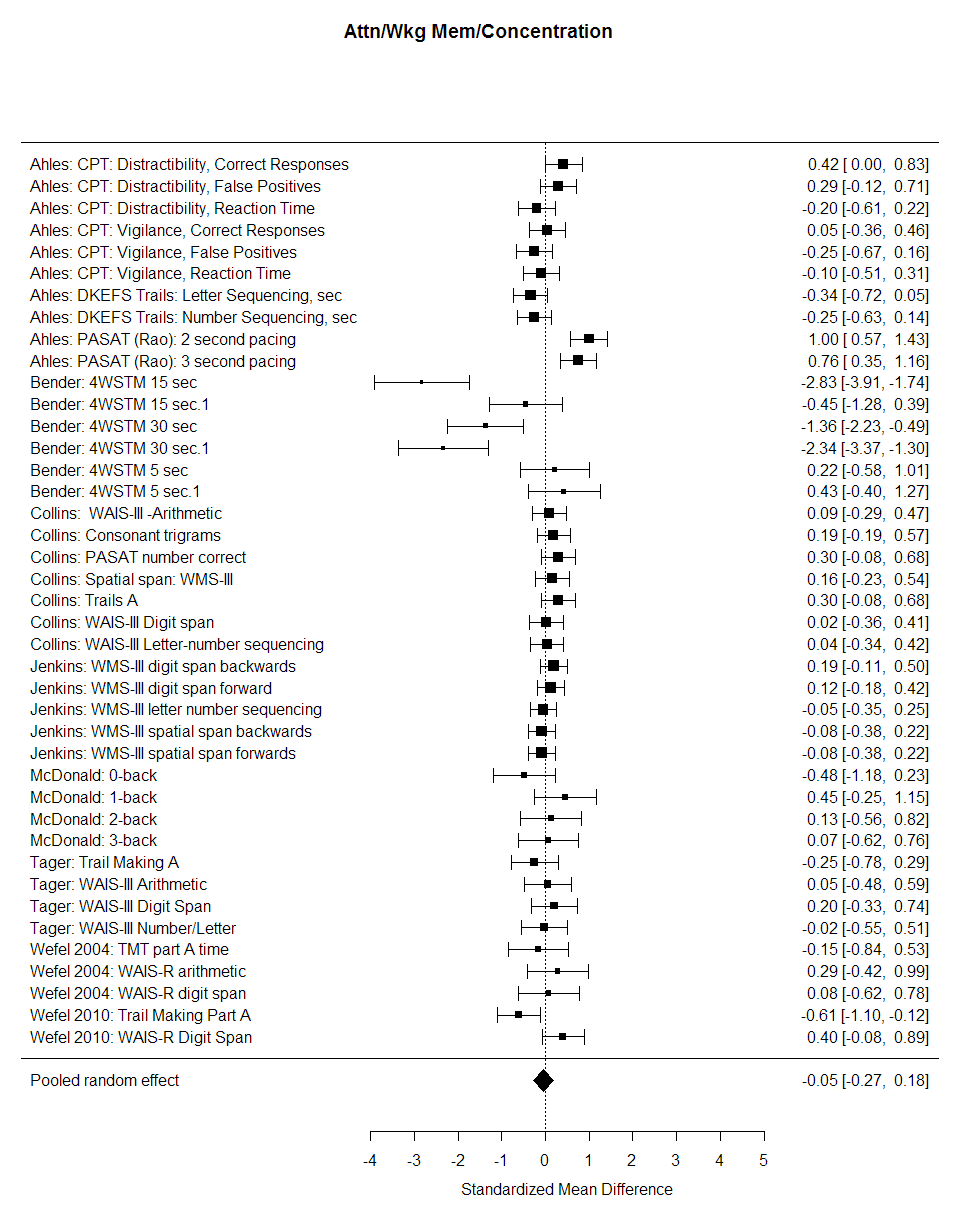 Attn/Wkg Mem/Concentration
Ahles: CPT: Distractibility, Correct Responses 0.42 [ 0.00, 0.83]
Ahles: CPT: Distractibility, False Positives 0.29 [-0.12, 0.71]
Ahles: CPT: Distractibility, Reaction Time -0.20 [-0.61, 0.22]
Ahles: CPT: Vigilance, Correct Responses 0.05 [-0.36, 0.46]
Ahles: CPT: Vigilance, False Positives -0.25 [-0.67, 0.16]
Ahles: CPT: Vigilance, Reaction Time -0.10 [-0.51, 0.31]
Ahles: DKEFS Trails: Letter Sequencing, sec -0.34 [-0.72, 0.05]
Ahles: DKEFS Trails: Number Sequencing, sec -0.25 [-0.63, 0.14]
Ahles: PASAT (Rao): 2 second pacing 1.00 [ 0.57, 1.43]
Ahles: PASAT (Rao): 3 second pacing 0.76 [ 0.35, 1.16]
Bender: 4WSTM 15 sec -2.83 [-3.91, -1.74]
Bender: 4WSTM 15 sec.1 -0.45 [-1.28, 0.39]
Bender: 4WSTM 30 sec -1.36 [-2.23, -0.49]
Bender: 4WSTM 30 sec.1 -2.34 [-3.37, -1.30]
Bender: 4WSTM 5 sec 0.22 [-0.58, 1.01]
Bender: 4WSTM 5 sec.1 0.43 [-0.40, 1.27]
Collins: WAIS-III -Arithmetic 0.09 [-0.29, 0.47]
Collins: Consonant trigrams 0.19 [-0.19, 0.57]
Collins: PASAT number correct 0.30 [-0.08, 0.68]
Collins: Spatial span: WMS-III 0.16 [-0.23, 0.54]
Collins: Trails A 0.30 [-0.08, 0.68]
Collins: WAIS-III Digit span 0.02 [-0.36, 0.41]
Collins: WAIS-III Letter-number sequencing 0.04 [-0.34, 0.42]
Jenkins: WMS-III digit span backwards 0.19 [-0.11, 0.50]
Jenkins: WMS-III digit span forward 0.12 [-0.18, 0.42]
Jenkins: WMS-III letter number sequencing -0.05 [-0.35, 0.25]
Jenkins: WMS-III spatial span backwards -0.08 [-0.38, 0.22]
Jenkins: WMS-III spatial span forwards -0.08 [-0.38, 0.22]
McDonald: 0-back -0.48 [-1.18, 0.23]
McDonald: 1-back 0.45 [-0.25, 1.15]
McDonald: 2-back 0.13 [-0.56, 0.82]
McDonald: 3-back 0.07 [-0.62, 0.76]
Tager: Trail Making A -0.25 [-0.78, 0.29]
Tager: WAIS-III Arithmetic 0.05 [-0.48, 0.59]
Tager: WAIS-III Digit Span 0.20 [-0.33, 0.74]
Tager: WAIS-III Number/Letter -0.02 [-0.55, 0.51]
Wefel 2004: TMT part A time -0.15 [-0.84, 0.53]
Wefel 2004: WAIS-R arithmetic 0.29 [-0.42, 0.99]
Wefel 2004: WAIS-R digit span 0.08 [-0.62, 0.78]
Wefel 2010: Trail Making Part A -0.61 [-1.10, -0.12]
Wefel 2010: WAIS-R Digit Span 0.40 [-0.08, 0.89]
Pooled random effect -0.05 [-0.27, 0.18]
-4 -3 -2 -1 0 1 2 3 4 5
Standardized Mean Difference